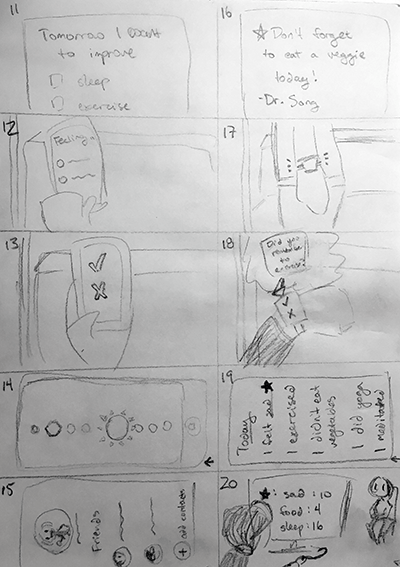 11
Tomorrow I want
to improve
sleep
exercise
12
Feeling
13
14
15
Friends
add contacts
16
Don't forget
to eat a veggie
today!
-Dr. Song
17
18
Did you
remember
to
exercise?
19
Today
I felt sad
I exercised
I didn't eat
vegetables
I did yoga
I meditated
20
: sad : 10
food : 4
sleep : 16